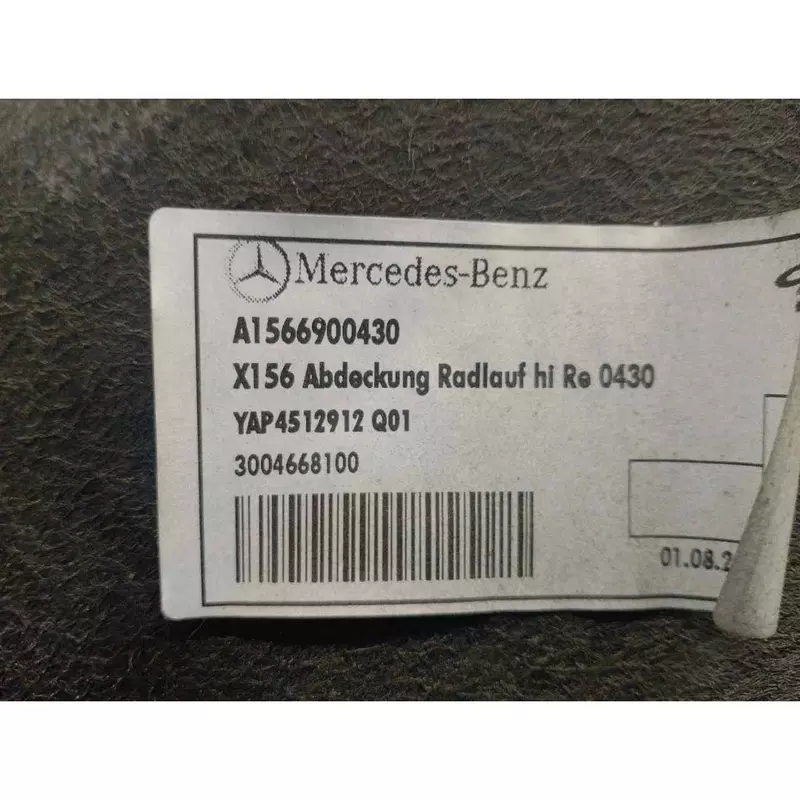 Mercedes-Benz
A1566900430
X156 Abdeckung Radlauf hi Re 0430
YAP4512912 Q01
3004668100
01.08.2